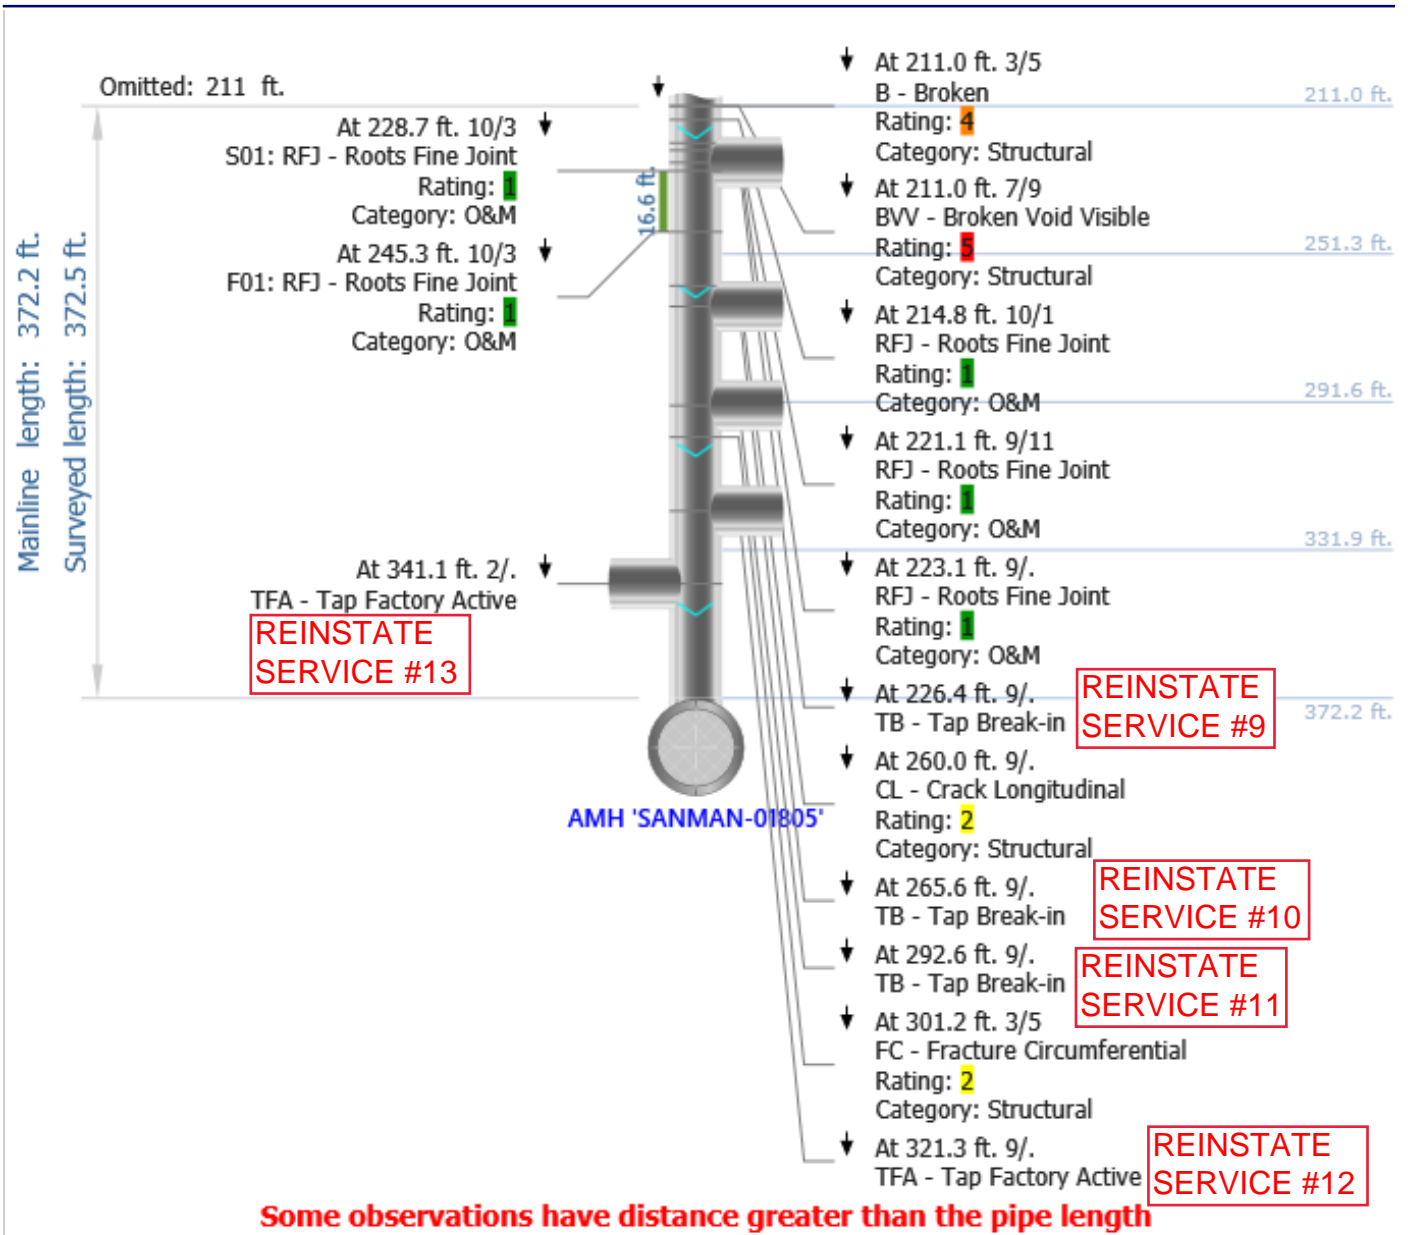 Omitted: 211 ft.
At 228.7 ft. 10/3
S01: RFJ - Roots Fine Joint
Rating: 1
Category: O&M
At 245.3 ft. 10/3
F01: RFJ - Roots Fine Joint
Rating: 1
Category: O&M
16.6 ft.
Mainline length: 372.2 ft.
Surveyed length: 372.5 ft.
At 341.1 ft. 2/.
TFA - Tap Factory Active
REINSTATE
SERVICE #13
AMH 'SANMAN-01805'
At 211.0 ft. 3/5
B - Broken
Rating: 4
Category: Structural
At 211.0 ft. 7/9
BVV - Broken Void Visible
Rating: 5
Category: Structural
At 214.8 ft. 10/1
RFJ - Roots Fine Joint
Rating: 1
Category: O&M
At 221.1 ft. 9/11
RFJ - Roots Fine Joint
Rating: 1
Category: O&M
At 223.1 ft. 9/.
RFJ - Roots Fine Joint
Rating: 1
Category: O&M
At 226.4 ft. 9/.
TB - Tap Break-in
REINSTATE
SERVICE #9
At 260.0 ft. 9/.
CL - Crack Longitudinal
Rating: 2
Category: Structural
At 265.6 ft. 9/.
TB - Tap Break-in
REINSTATE
SERVICE #10
At 292.6 ft. 9/.
TB - Tap Break-in
REINSTATE
SERVICE #11
At 301.2 ft. 3/5
FC - Fracture Circumferential
Rating: 2
Category: Structural
At 321.3 ft. 9/.
TFA - Tap Factory Active
REINSTATE
SERVICE #12
211.0 ft.
251.3 ft.
291.6 ft.
331.9 ft.
372.2 ft.
Some observations have distance greater than the pipe length